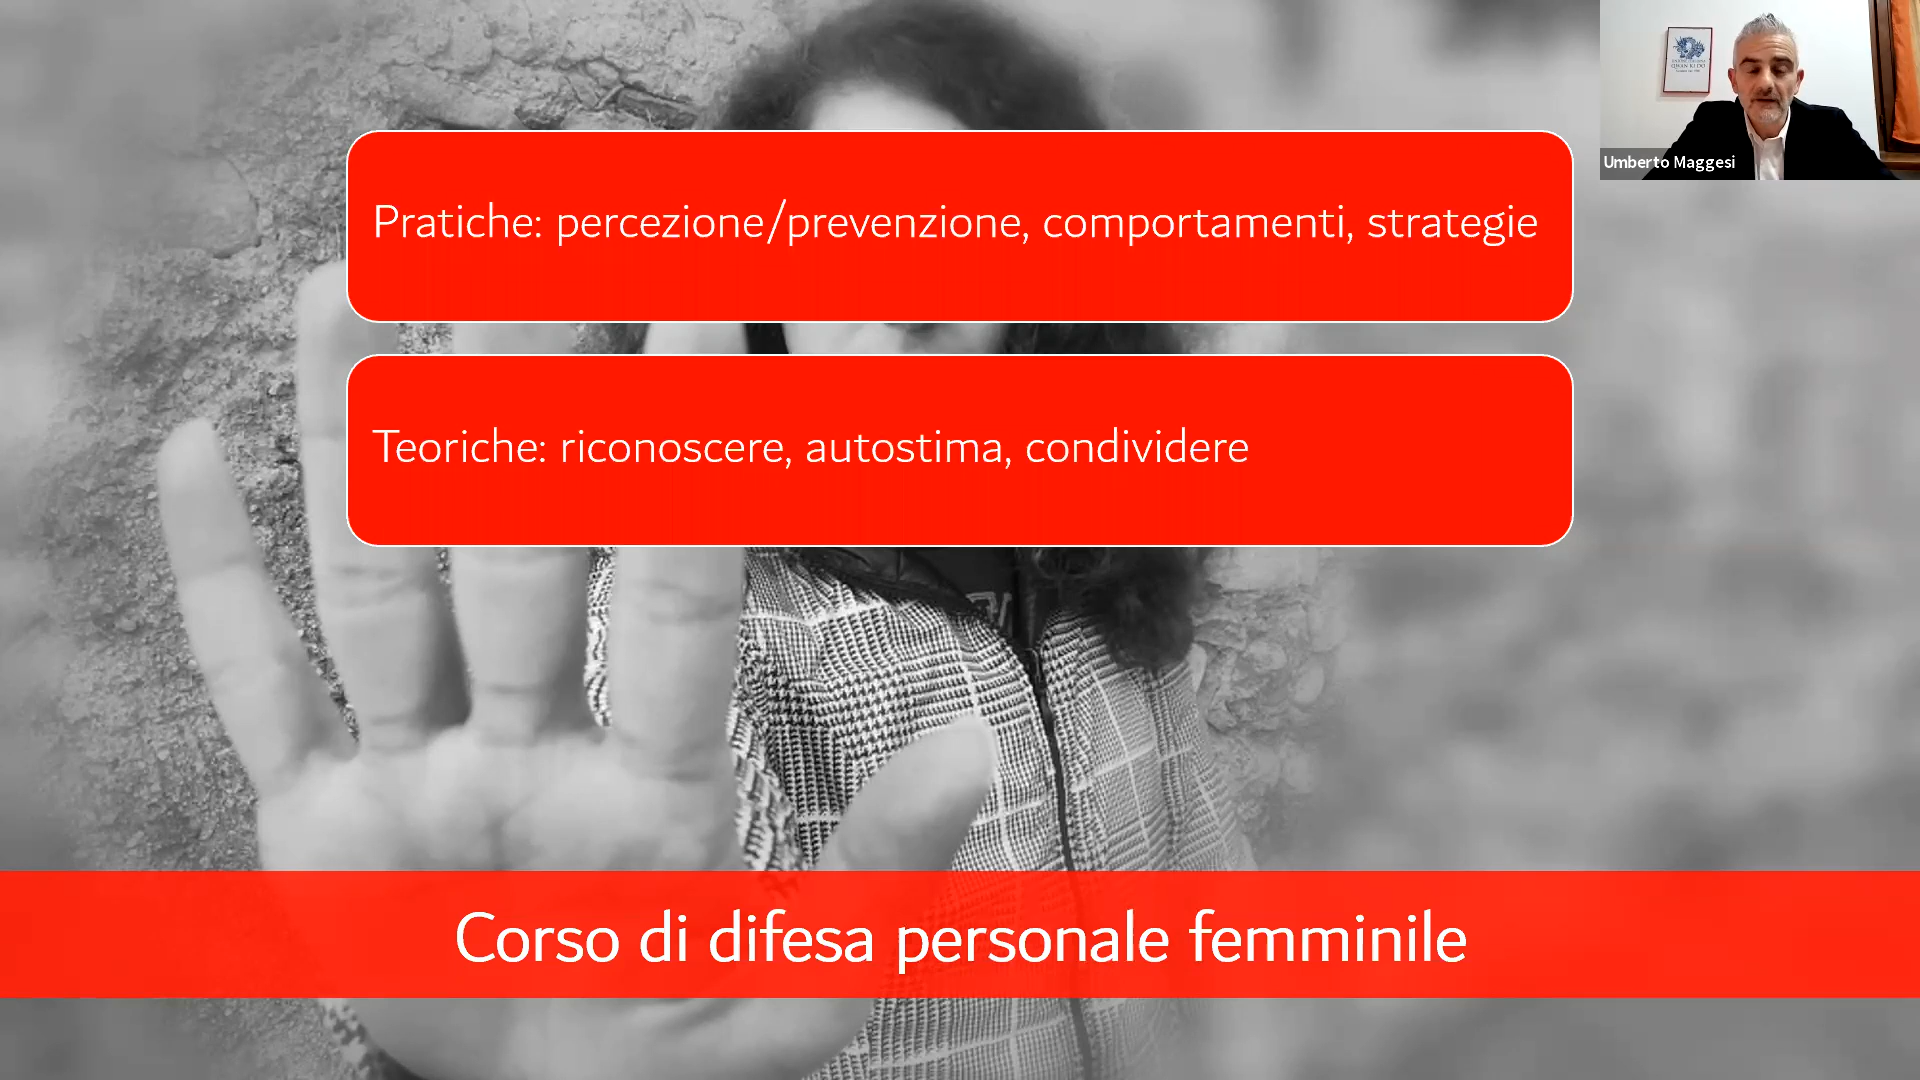 Pratiche: percezione/prevenzione, comportamenti, strategie
Teoriche: riconoscere, autostima, condividere
Corso di difesa personale femminile
Umberto Maggesi